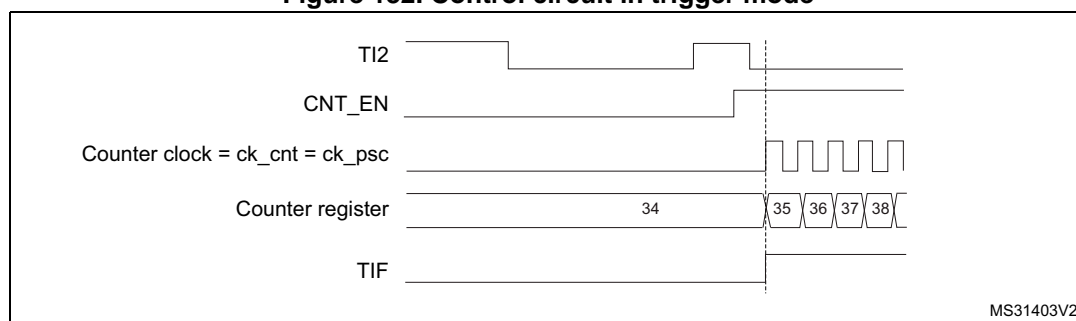 Figure 132. Control circuit in trigger mode
TI2
CNT_EN
Counter clock = ck_cnt = ck_psc
Counter register
34
35 36 37 38
TIF
MS31403V2